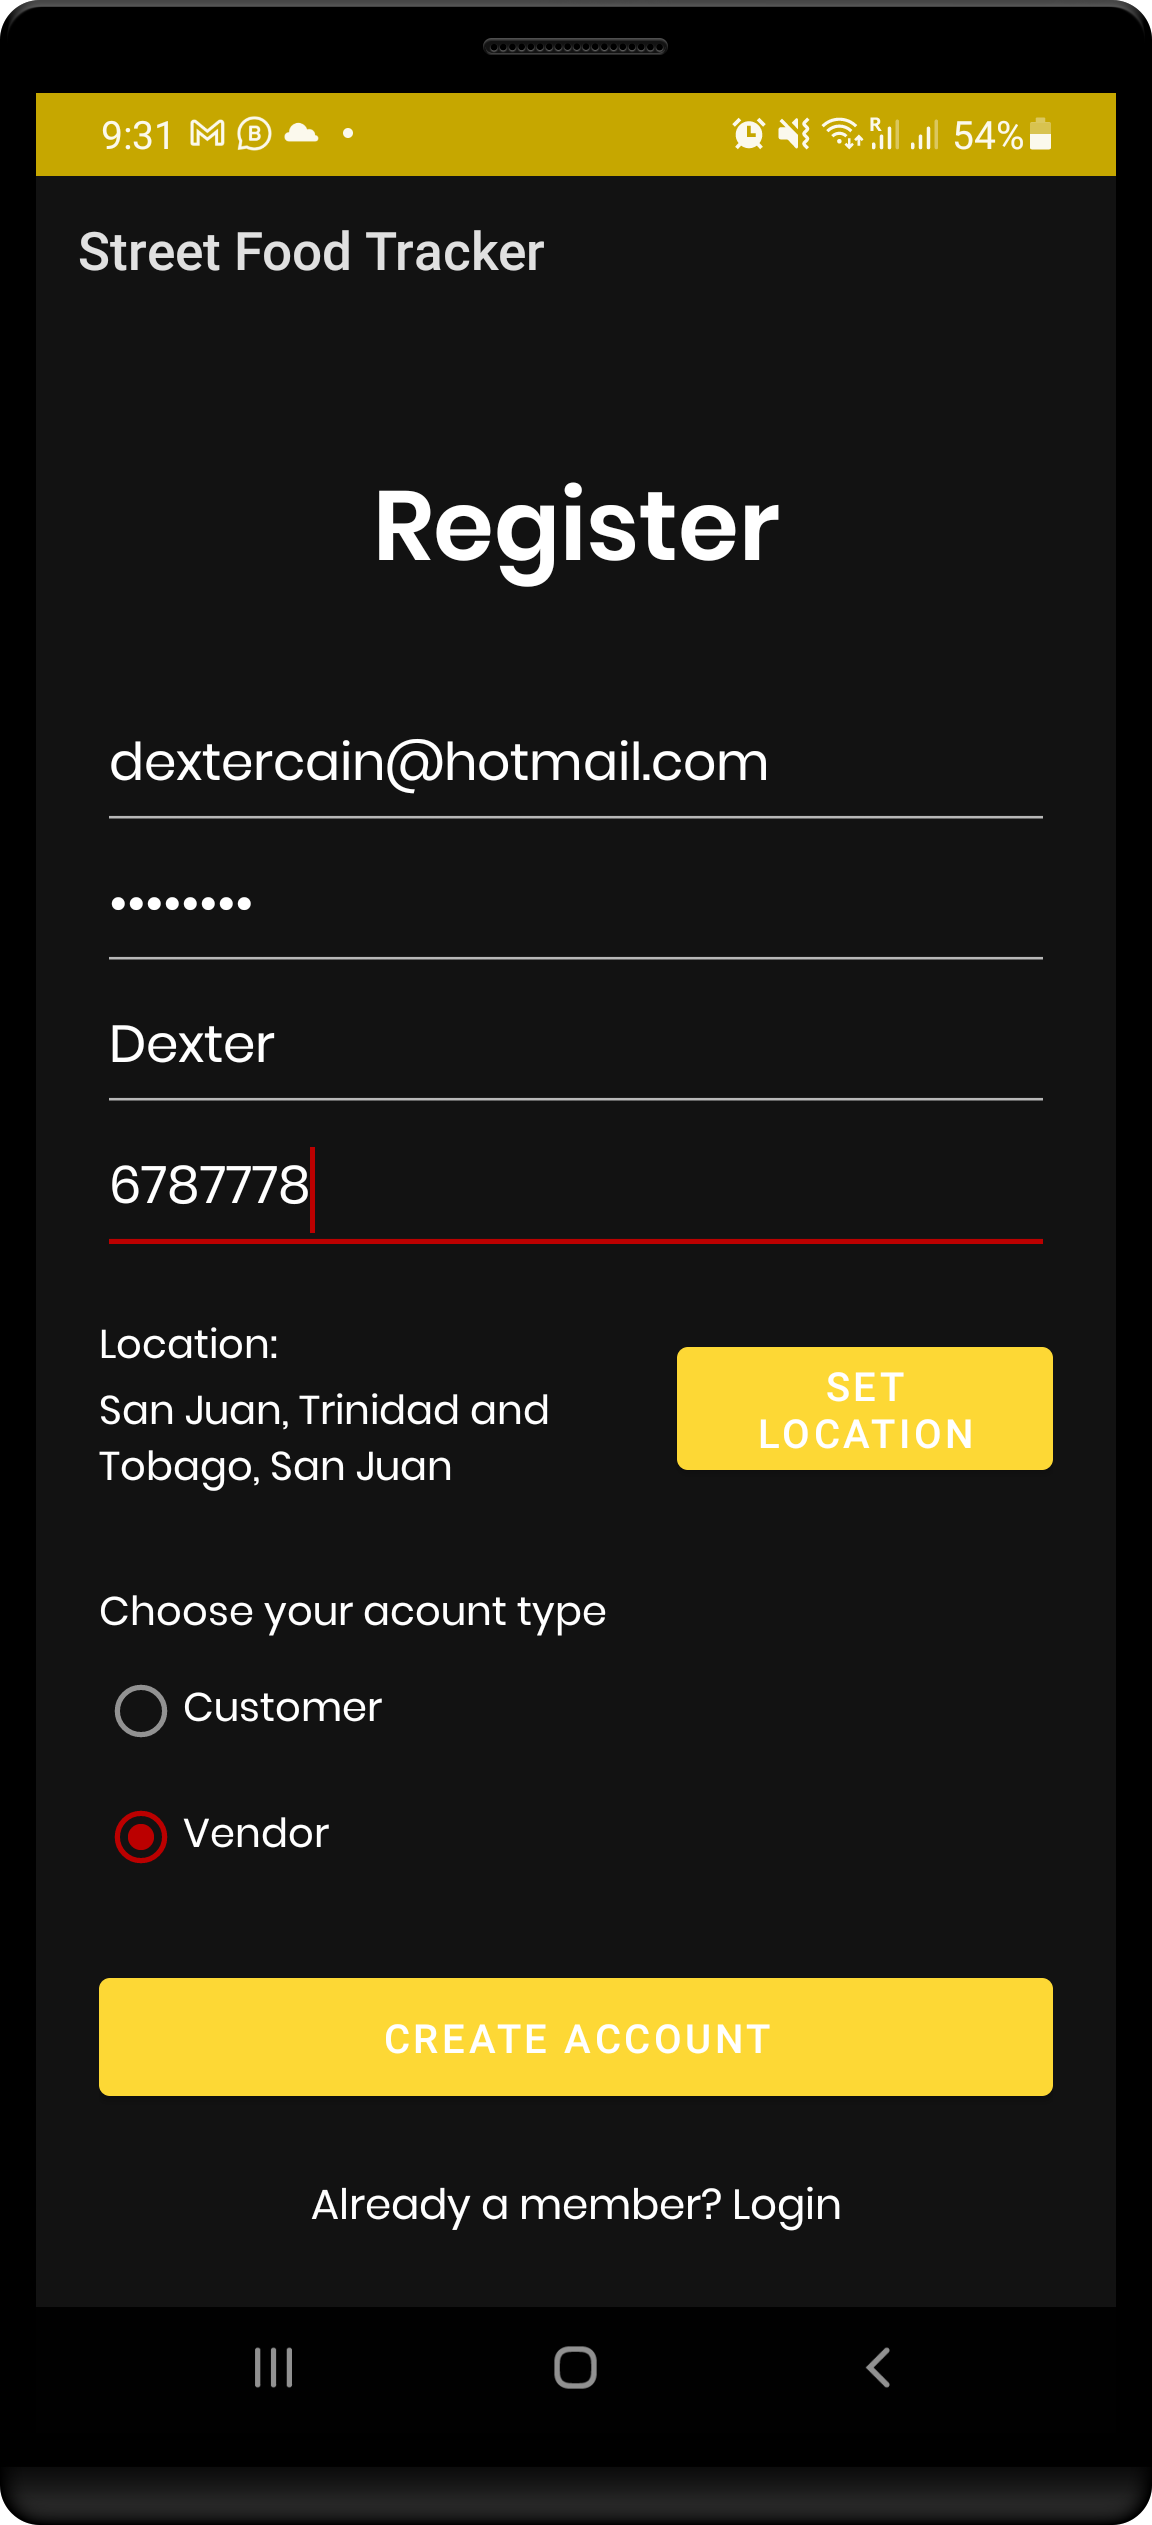 9:31 54%
Street Food Tracker
Register
dextercain@hotmail.com
••••••••
Dexter
6787778
Location:
San Juan, Trinidad and
Tobago, San Juan
SET
LOCATION
Choose your acount type
Customer
Vendor
CREATE ACCOUNT
Already a member? Login